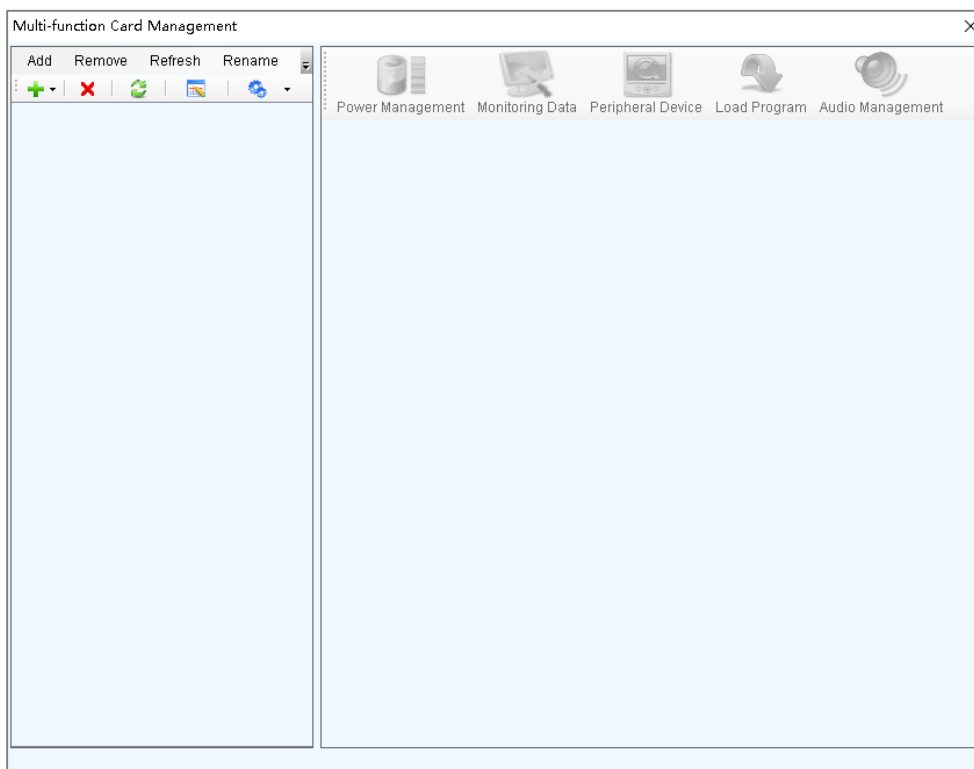 Multi-function Card Management
Add Remove Refresh Rename
Power Management Monitoring Data Peripheral Device Load Program Audio Management